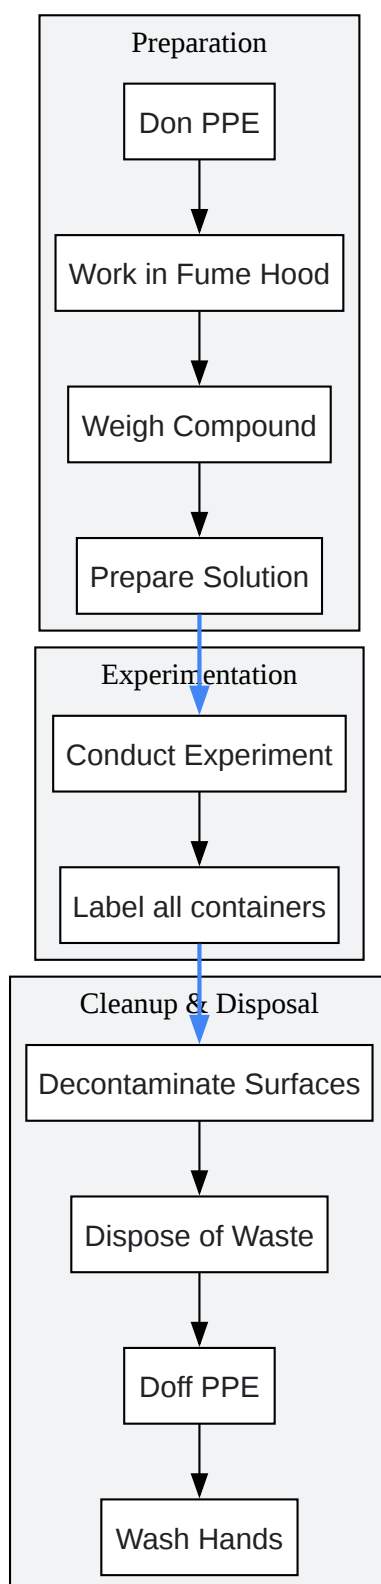 Preparation
Don PPE
Work in Fume Hood
Weigh Compound
Prepare Solution
Experimentation
Conduct Experiment
Label all containers
Cleanup & Disposal
Decontaminate Surfaces
Dispose of Waste
Doff PPE
Wash Hands